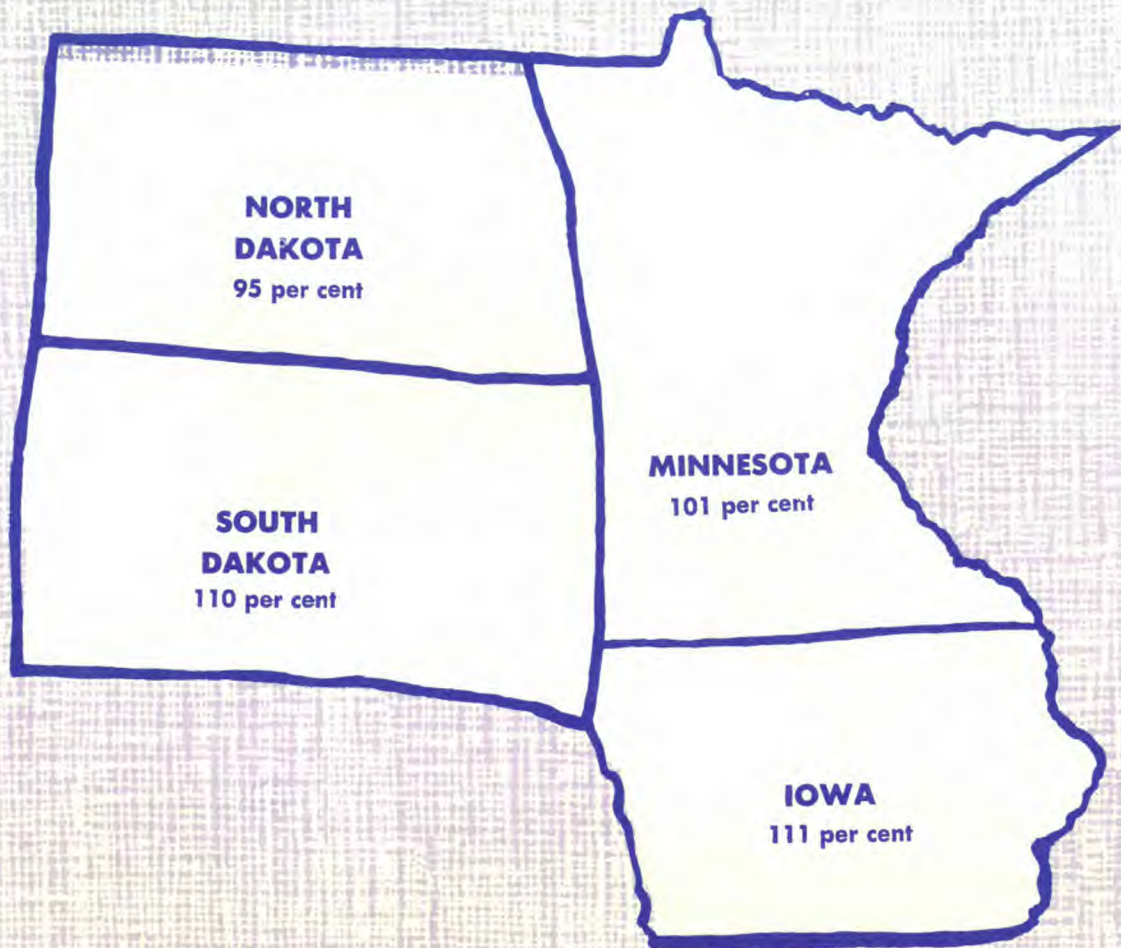 NORTH
DAKOTA
95 per cent
MINNESOTA
101 per cent
SOUTH
DAKOTA
110 per cent
IOWA
111 per cent